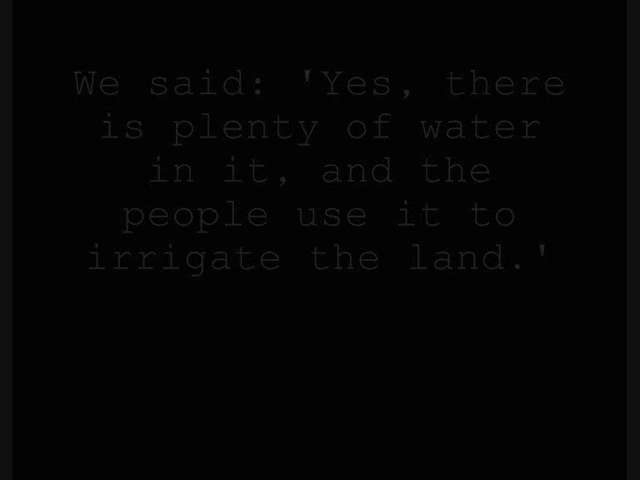 We said: 'Yes, there
is plenty of water
in it, and the
people use it to
irrigate the land.'